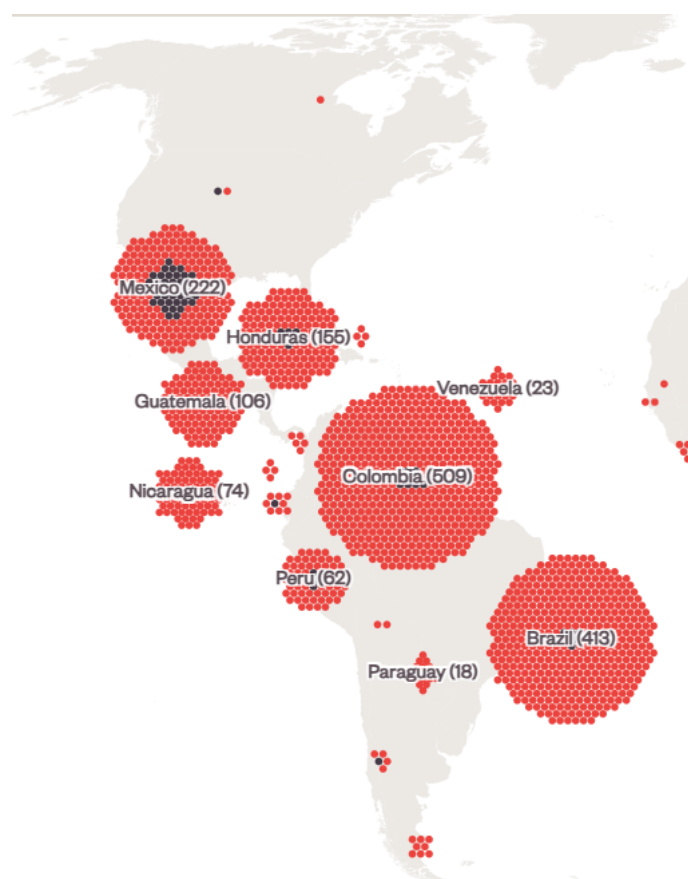 Mexico (222)
Honduras (155)
Guatemala (106)
Venezuela (23)
Colombia (509)
Nicaragua (74)
Peru (62)
Brazil (413)
Paraguay (18)